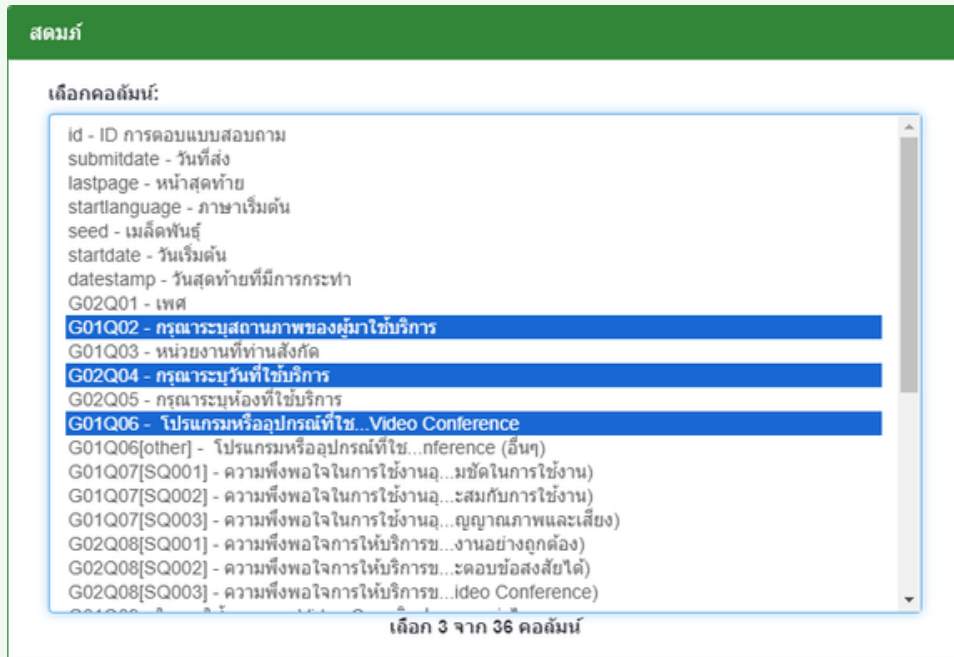 สดมภ์
เลือกคอลัมน์:
id - ID การตอบแบบสอบถาม
submitdate - วันที่ส่ง
lastpage - หน้าสุดท้าย
startlanguage - ภาษาเริ่มต้น
seed - เมล็ดพันธุ์
startdate - วันเริ่มต้น
datestamp - วันสุดท้ายที่มีการกระทำ
G02Q01 - เพศ
G01Q02 - กรุณาระบุสถานภาพของผู้มาใช้บริการ
G01Q03 - หน่วยงานที่ท่านสังกัด
G02Q04 - กรุณาระบุวันที่ใช้บริการ
G02Q05 - กรุณาระบุห้องที่ใช้บริการ
G01Q06 - โปรแกรมหรืออุปกรณ์ที่ใช...Video Conference
G01Q06[other] - โปรแกรมหรืออุปกรณ์ที่ใช...nference (อื่นๆ)
G01Q07[SQ001] - ความพึงพอใจในการใช้งานอุ...มชัดในการใช้งาน)
G01Q07[SQ002] - ความพึงพอใจในการใช้งานอุ...ะสมกับการใช้งาน)
G01Q07[SQ003] - ความพึงพอใจในการใช้งานอุ...ญญาณภาพและเสียง)
G02Q08[SQ001] - ความพึงพอใจการให้บริการข...งานอย่างถูกต้อง)
G02Q08[SQ002] - ความพึงพอใจการให้บริการข...ะตอบข้อสงสัยได้)
G02Q08[SQ003] - ความพึงพอใจการให้บริการข...ideo Conference)
เลือก 3 จาก 36 คอลัมน์